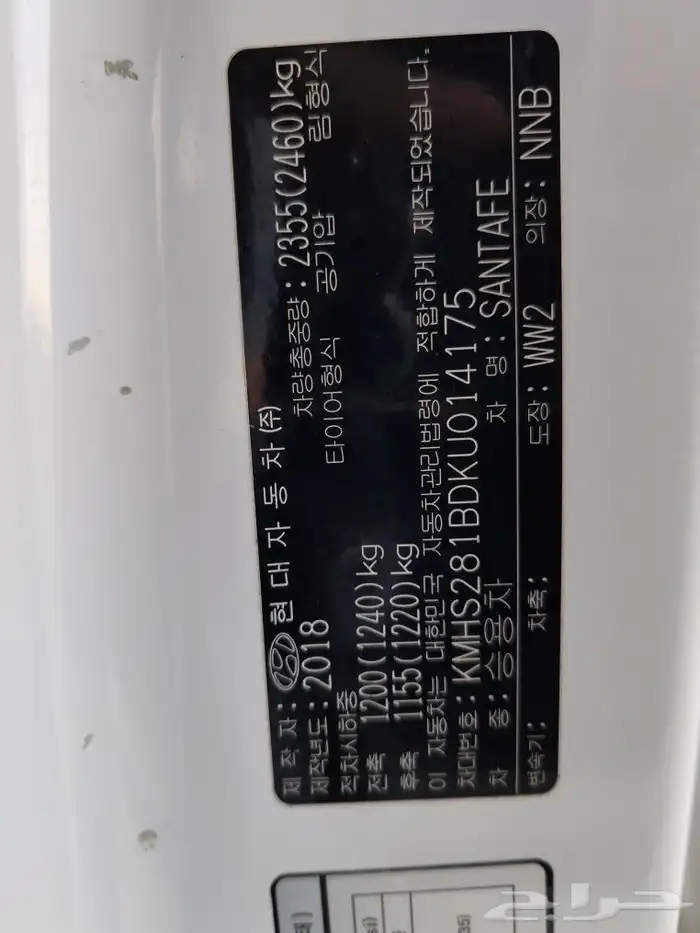 제 작 자: 현 대 자 동 차 (주)
제작년도: 2018 차량총중량: 2355(2460)kg
적차시하중 타이어형식 공기압 림형식
전축 1200(1240)kg
후축 1155(1220)kg
이 자동차는 대한민국 자동차관리법령에 적합하게 제작되었습니다.
차대번호: KMHS281BDKU014175
차 종: 승용차 차 명: SANTAFE
변속기: 차축: 도장: WW2 의장: NNB
حراج